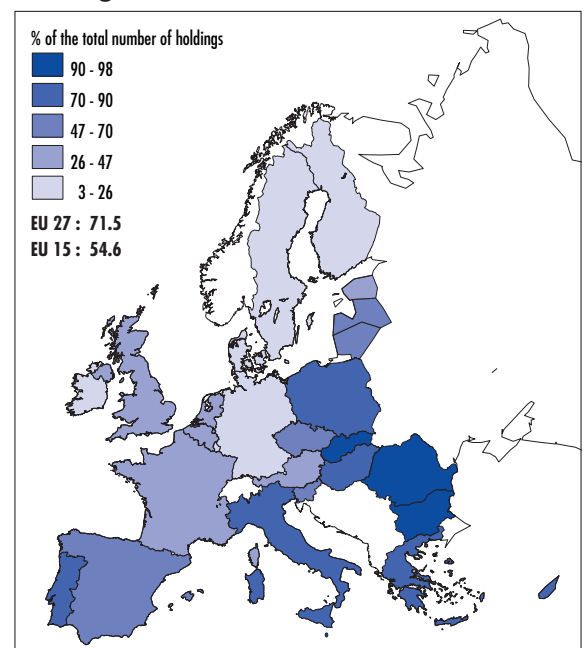 % of the total number of holdings
90 - 98
70 - 90
47 - 70
26 - 47
3 - 26
EU 27 : 71.5
EU 15 : 54.6